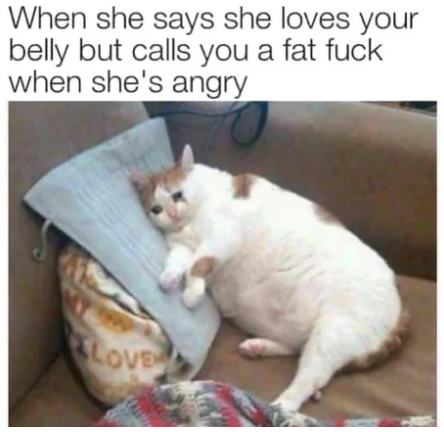 When she says she loves your
belly but calls you a fat fuck
when she's angry
LOVE